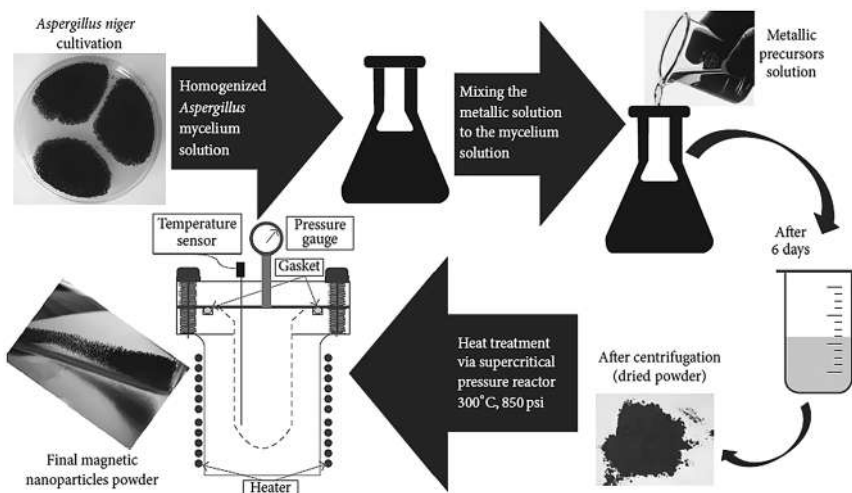 Aspergillus niger
cultivation
Homogenized
Aspergillus
mycelium
solution
Mixing the
metallic solution
to the mycelium
solution
Metallic
precursors
solution
After
6 days
After centrifugation
(dried powder)
Heat treatment
via supercritical
pressure reactor
300°C, 850 psi
Temperature
sensor
Pressure
gauge
Gasket
Heater
Final magnetic
nanoparticles powder